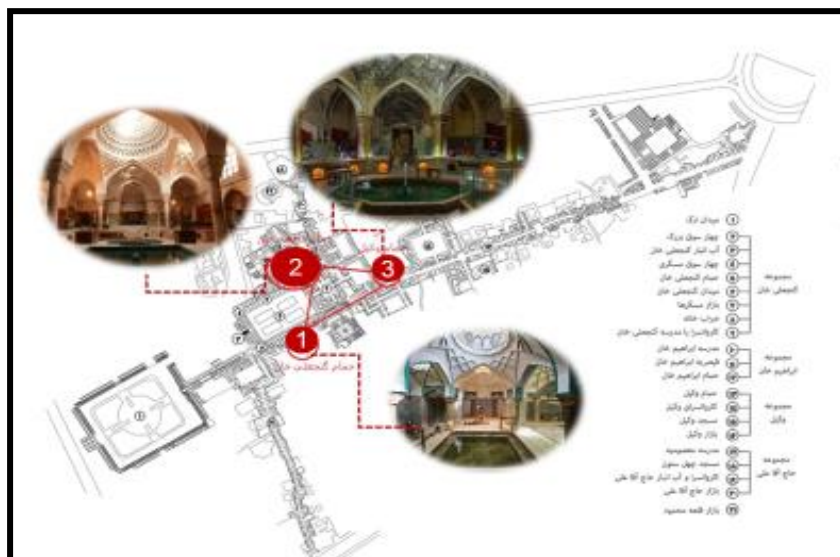 2
3
1
حمام گنجعلی خان
میدان ارگ
چهار سوق بزرگ
آب انبار گنجعلی خان
چهار سوق مسگری
حمام گنجعلی خان
میدان گنجعلی خان
بازار مسگرها
ضراب خانه
کاروانسرا یا مدرسه گنجعلی خان
مجموعه
گنجعلی خان
مدرسه ابراهیم خان
قیصریه ابراهیم خان
حمام ابراهیم خان
مجموعه
ابراهیم خان
حمام وکیل
کاروانسرای وکیل
مسجد وکیل
بازار وکیل
مجموعه
وکیل
مدرسه معصومیه
مسجد چهل ستون
کاروانسرا و آب انبار حاج آقا علی
بازار حاج آقا علی
مجموعه
حاج آقا علی
بازار قلعه محمود